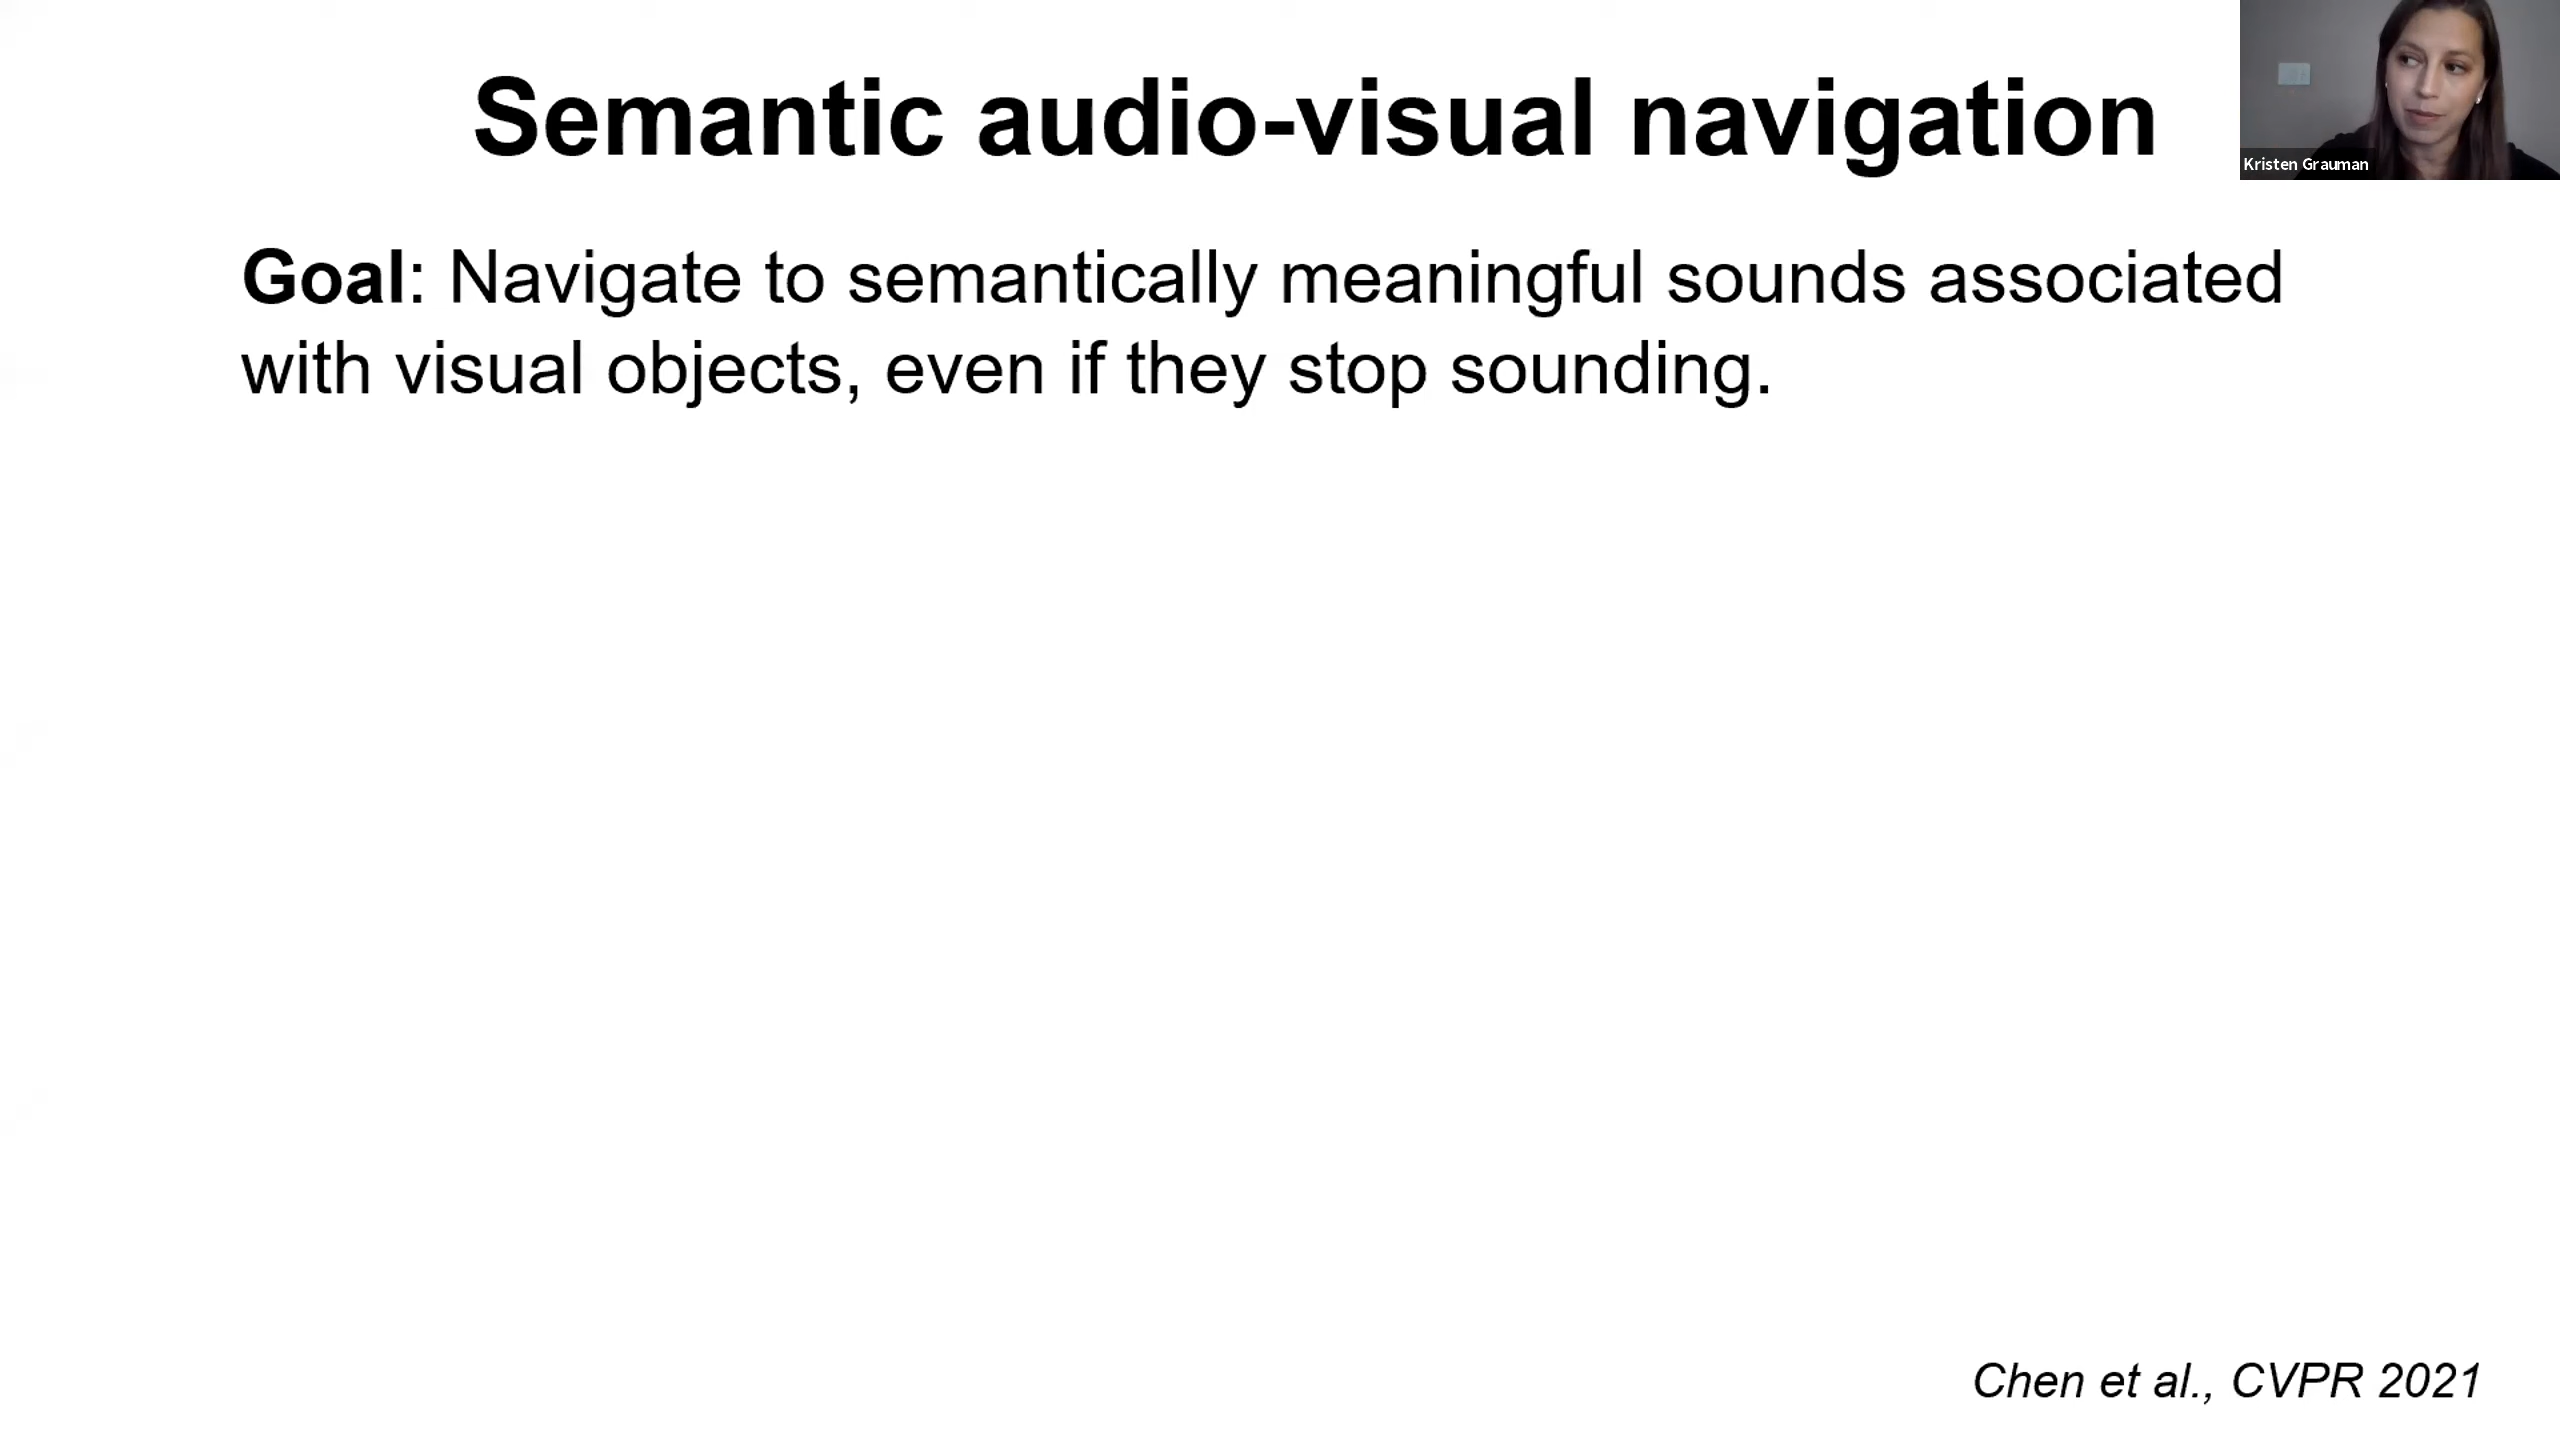 Semantic audio-visual navigation
Kristen Grauman
Goal: Navigate to semantically meaningful sounds associated
with visual objects, even if they stop sounding.
Chen et al., CVPR 2021